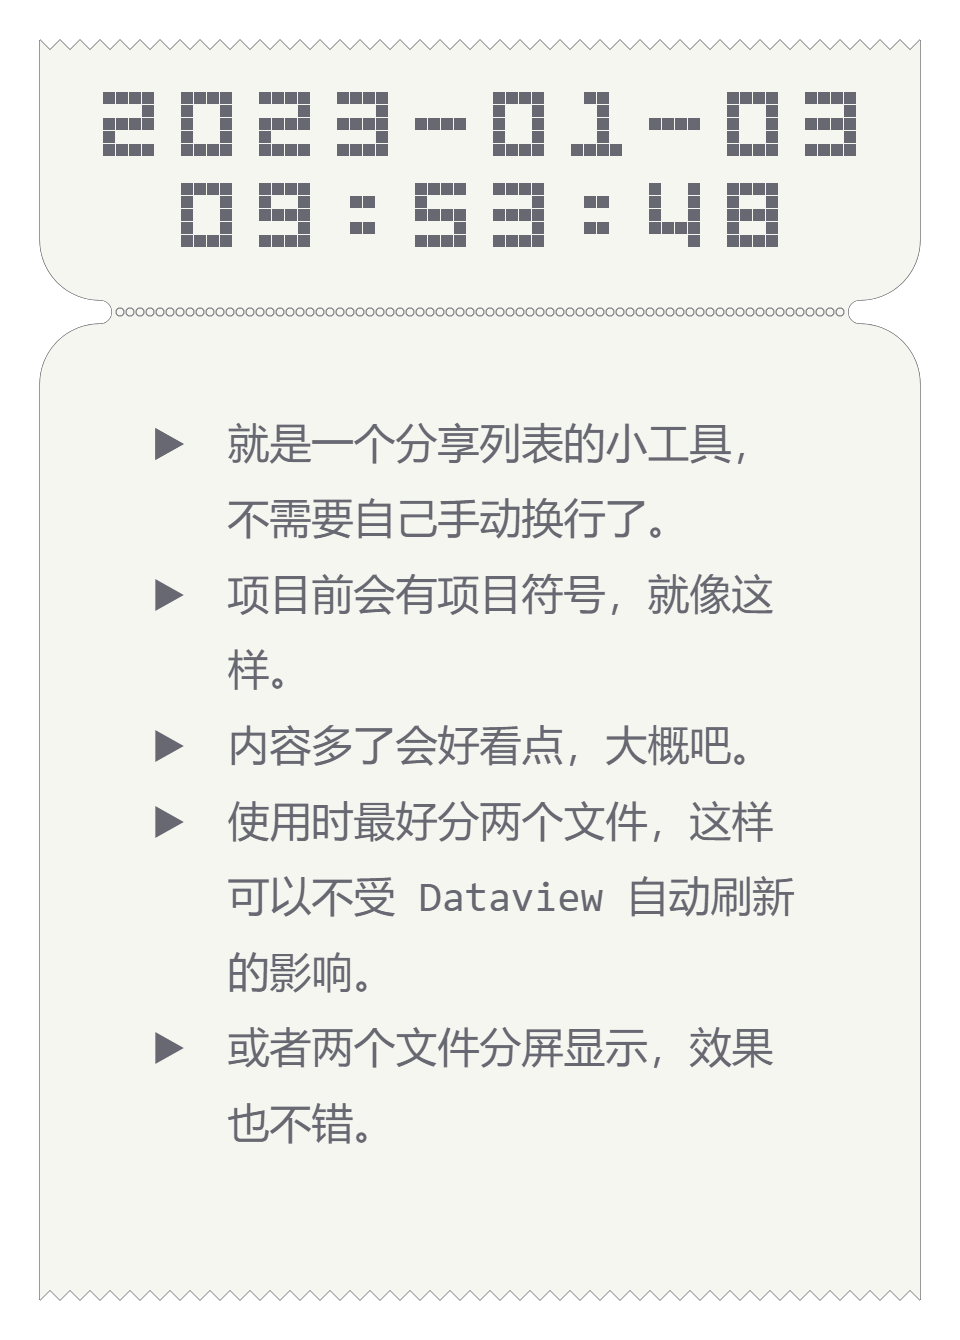 2023-01-03
09:53:48
▶ 就是一个分享列表的小工具，
不需要自己手动换行了。
▶ 项目前会有项目符号，就像这
样。
▶ 内容多了会好看点，大概吧。
▶ 使用时最好分两个文件，这样
可以不受 Dataview 自动刷新
的影响。
▶ 或者两个文件分屏显示，效果
也不错。